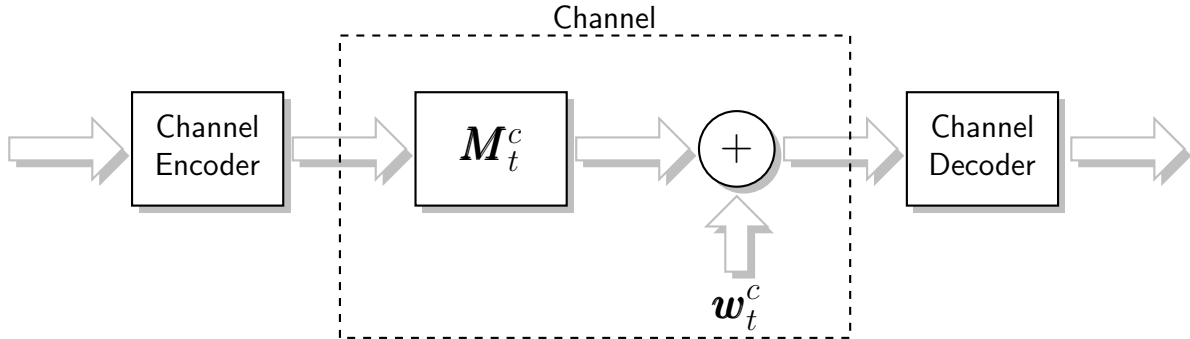 Channel
Channel
Encoder
M_t^c
+
Channel
Decoder
w_t^c